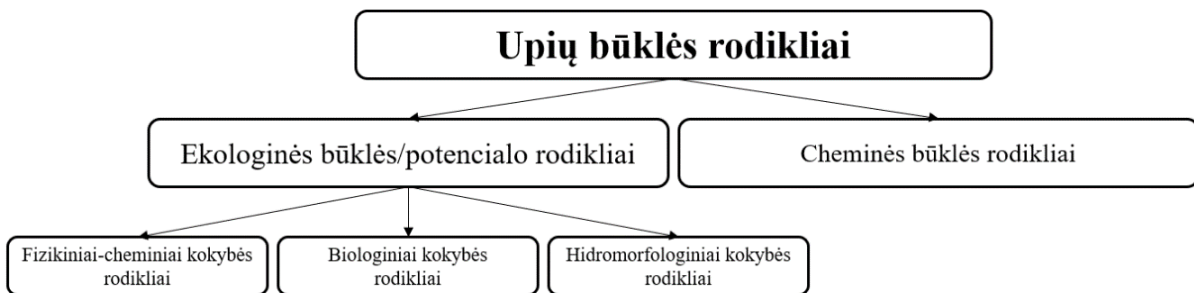 Upių būklės rodikliai
Ekologinės būklės/potencialo rodikliai
Cheminės būklės rodikliai
Fizikiniai-cheminiai kokybės
rodikliai
Biologiniai kokybės
rodikliai
Hidromorfologiniai kokybės
rodikliai